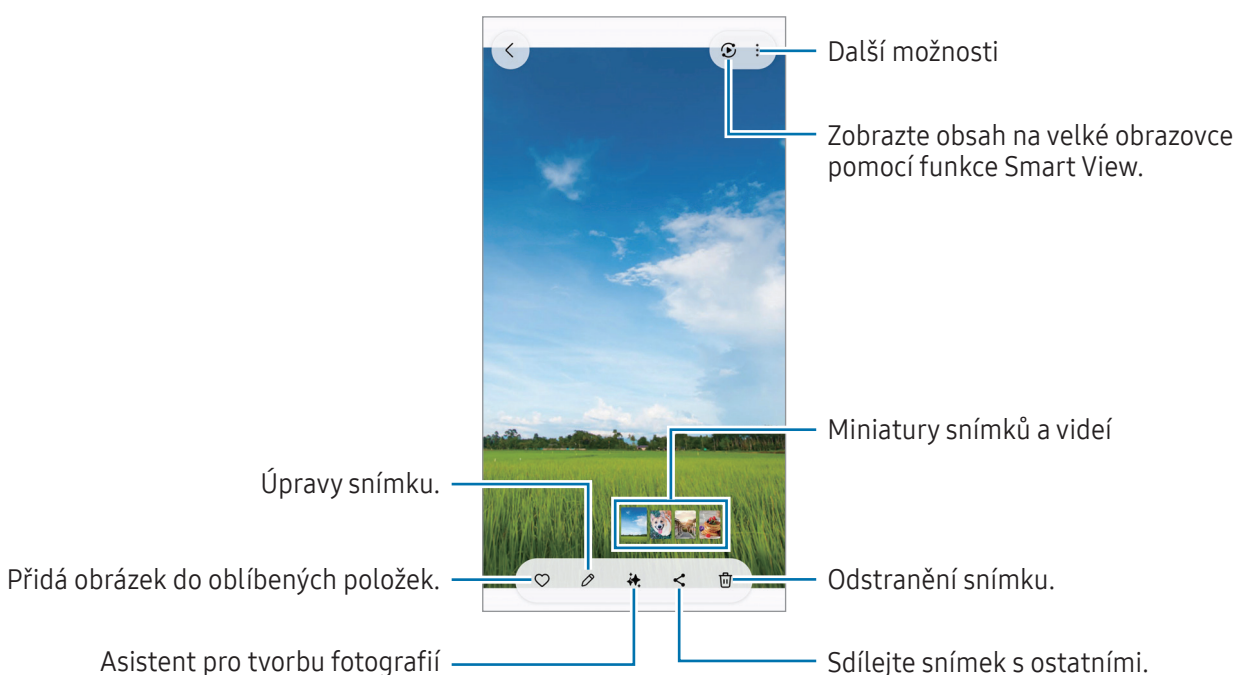 Další možnosti
Zobrazte obsah na velké obrazovce
pomocí funkce Smart View.
Miniatury snímků a videí
Úpravy snímku.
Přidá obrázek do oblíbených položek.
Odstranění snímku.
Asistent pro tvorbu fotografií
Sdílejte snímek s ostatními.